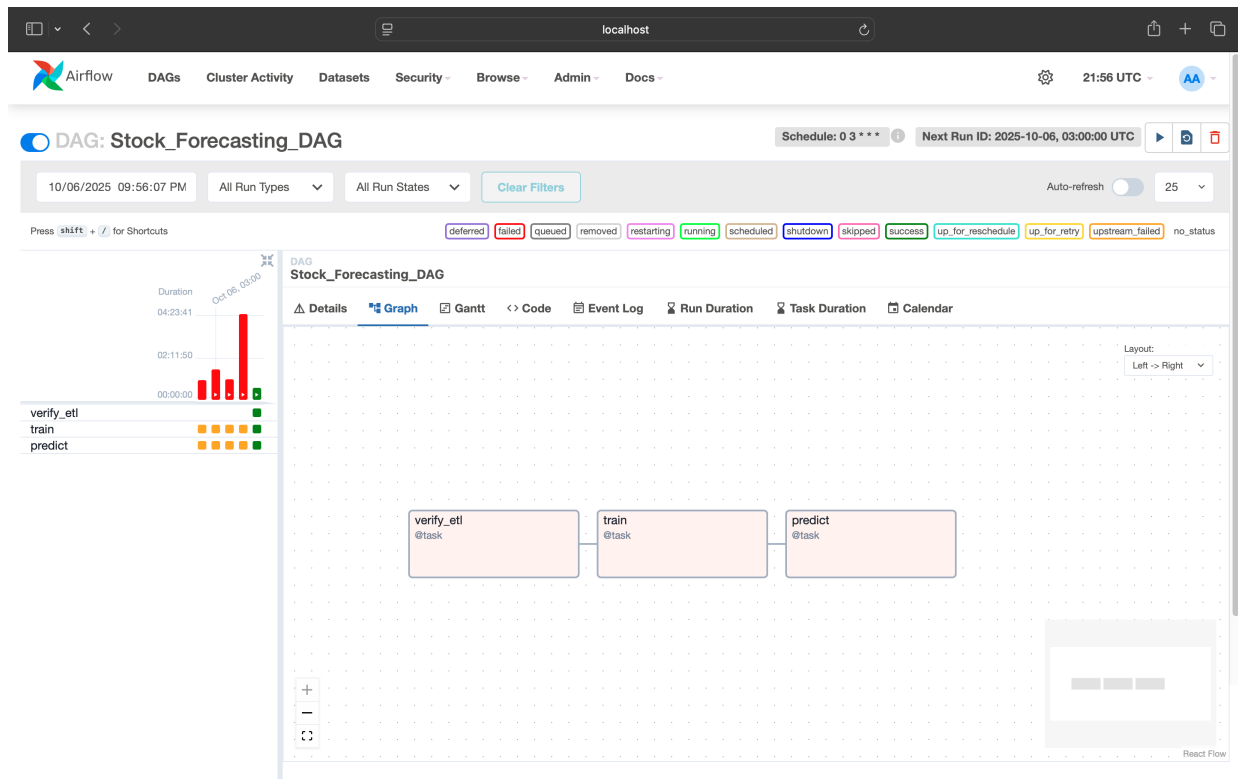 localhost
Airflow DAGs Cluster Activity Datasets Security Browse Admin Docs 21:56 UTC AA
DAG: Stock_Forecasting_DAG Schedule: 0 3 * * * Next Run ID: 2025-10-06, 03:00:00 UTC
10/06/2025 09:56:07 PM All Run Types All Run States Clear Filters Auto-refresh 25
Press shift + / for Shortcuts deferred failed queued removed restarting running scheduled shutdown skipped success up_for_reschedule up_for_retry upstream_failed no_status
DAG
Stock_Forecasting_DAG
Oct 06, 03:00
Duration
04:23:41
02:11:50
00:00:00
verify_etl
train
predict
Details Graph Gantt Code Event Log Run Duration Task Duration Calendar
Layout:
Left -> Right
verify_etl
@task
train
@task
predict
@task
React Flow